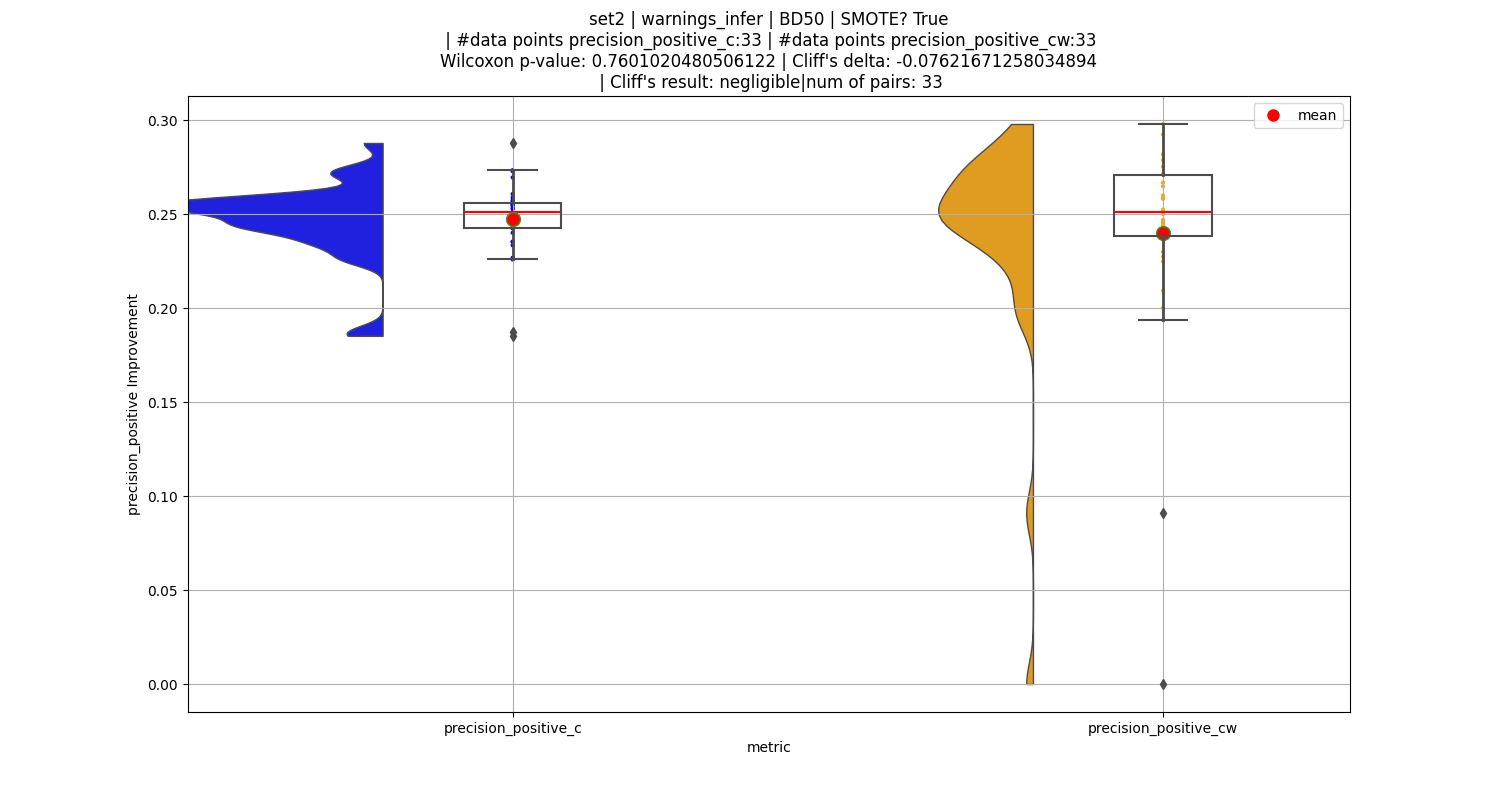 set2 | warnings_infer | BD50 | SMOTE? True
| #data points precision_positive_c:33 | #data points precision_positive_cw:33
Wilcoxon p-value: 0.7601020480506122 | Cliff's delta: -0.07621671258034894
| Cliff's result: negligible|num of pairs: 33
mean
0.30
0.25
0.20
0.15
0.10
0.05
0.00
precision_positive Improvement
precision_positive_c
precision_positive_cw
metric